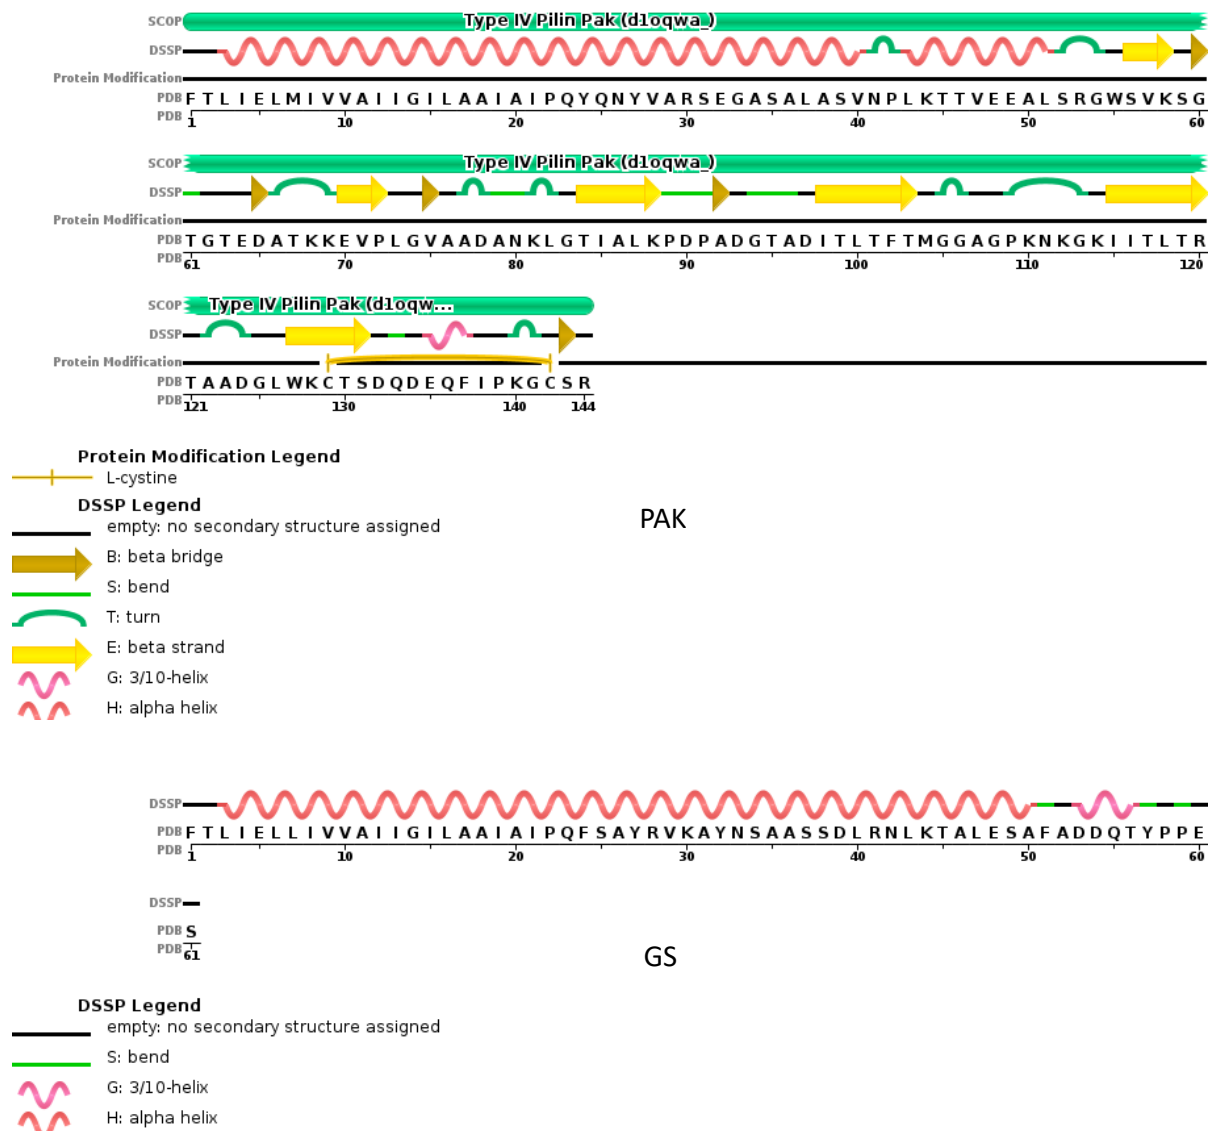 SCOP Type IV Pilin Pak (d1oqwa_)
DSSP
Protein Modification
PDB F T L I E L M I V V A I I G I L A A I A I P Q Y Q N Y V A R S E G A S A L A S V N P L K T T V E E A L S R G W S V K S G
PDB 1 10 20 30 40 50 60
SCOP Type IV Pilin Pak (d1oqwa_)
DSSP
Protein Modification
PDB T G T E D A T K K E V P L G V A A D A N K L G T I A L K P D P A D G T A D I T L T F T M G G A G P K N K G K I I T L T R
PDB 61 70 80 90 100 110 120
SCOP Type IV Pilin Pak (d1oqw...
DSSP
Protein Modification
PDB T A A D G L W K C T S D Q D E Q F I P K G C S R
PDB 121 130 140 144
Protein Modification Legend
L-cystine
DSSP Legend
empty: no secondary structure assigned
PAK
B: beta bridge
S: bend
T: turn
E: beta strand
G: 3/10-helix
H: alpha helix
DSSP
PDB F T L I E L L I V V A I I G I L A A I A I P Q F S A Y R V K A Y N S A A S S D L R N L K T A L E S A F A D D Q T Y P P E
PDB 1 10 20 30 40 50 60
DSSP
PDB S
PDB 61
GS
DSSP Legend
empty: no secondary structure assigned
S: bend
G: 3/10-helix
H: alpha helix